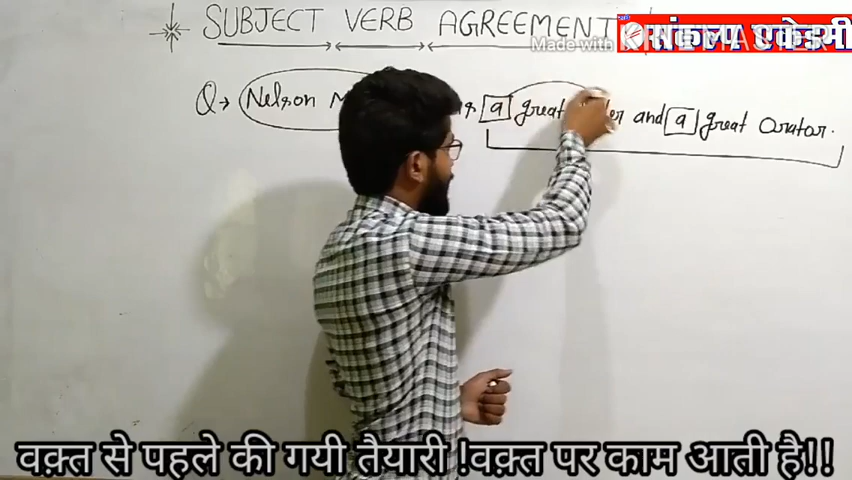 SUBJECT VERB AGREEMENT
संकल्प एकेडमी
Made with KINEMASTER
Q→ Nelson a great and a great Orator.
वक़्त से पहले की गयी तैयारी !वक़्त पर काम आती है!!